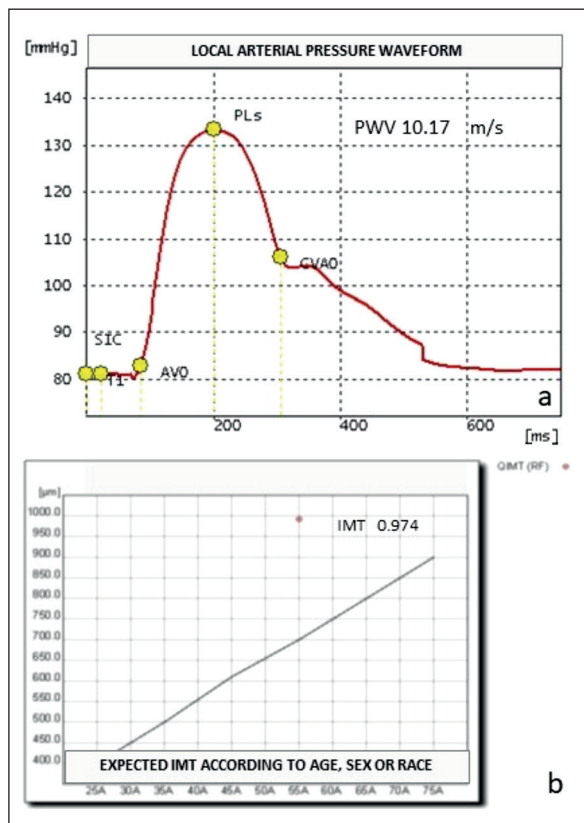 [mmHg]
LOCAL ARTERIAL PRESSURE WAVEFORM
140
PLs
PWV 10.17 m/s
130
120
110
CVAO
100
90
SIC
T1
AVO
80
a
200
400
600
[ms]
QIMT (RF)
[µm]
1000.0
IMT 0.974
950.0
900.0
850.0
800.0
750.0
700.0
650.0
600.0
550.0
500.0
450.0
400.0
EXPECTED IMT ACCORDING TO AGE, SEX OR RACE
25A 30A 35A 40A 45A 50A 55A 60A 65A 70A 75A
b